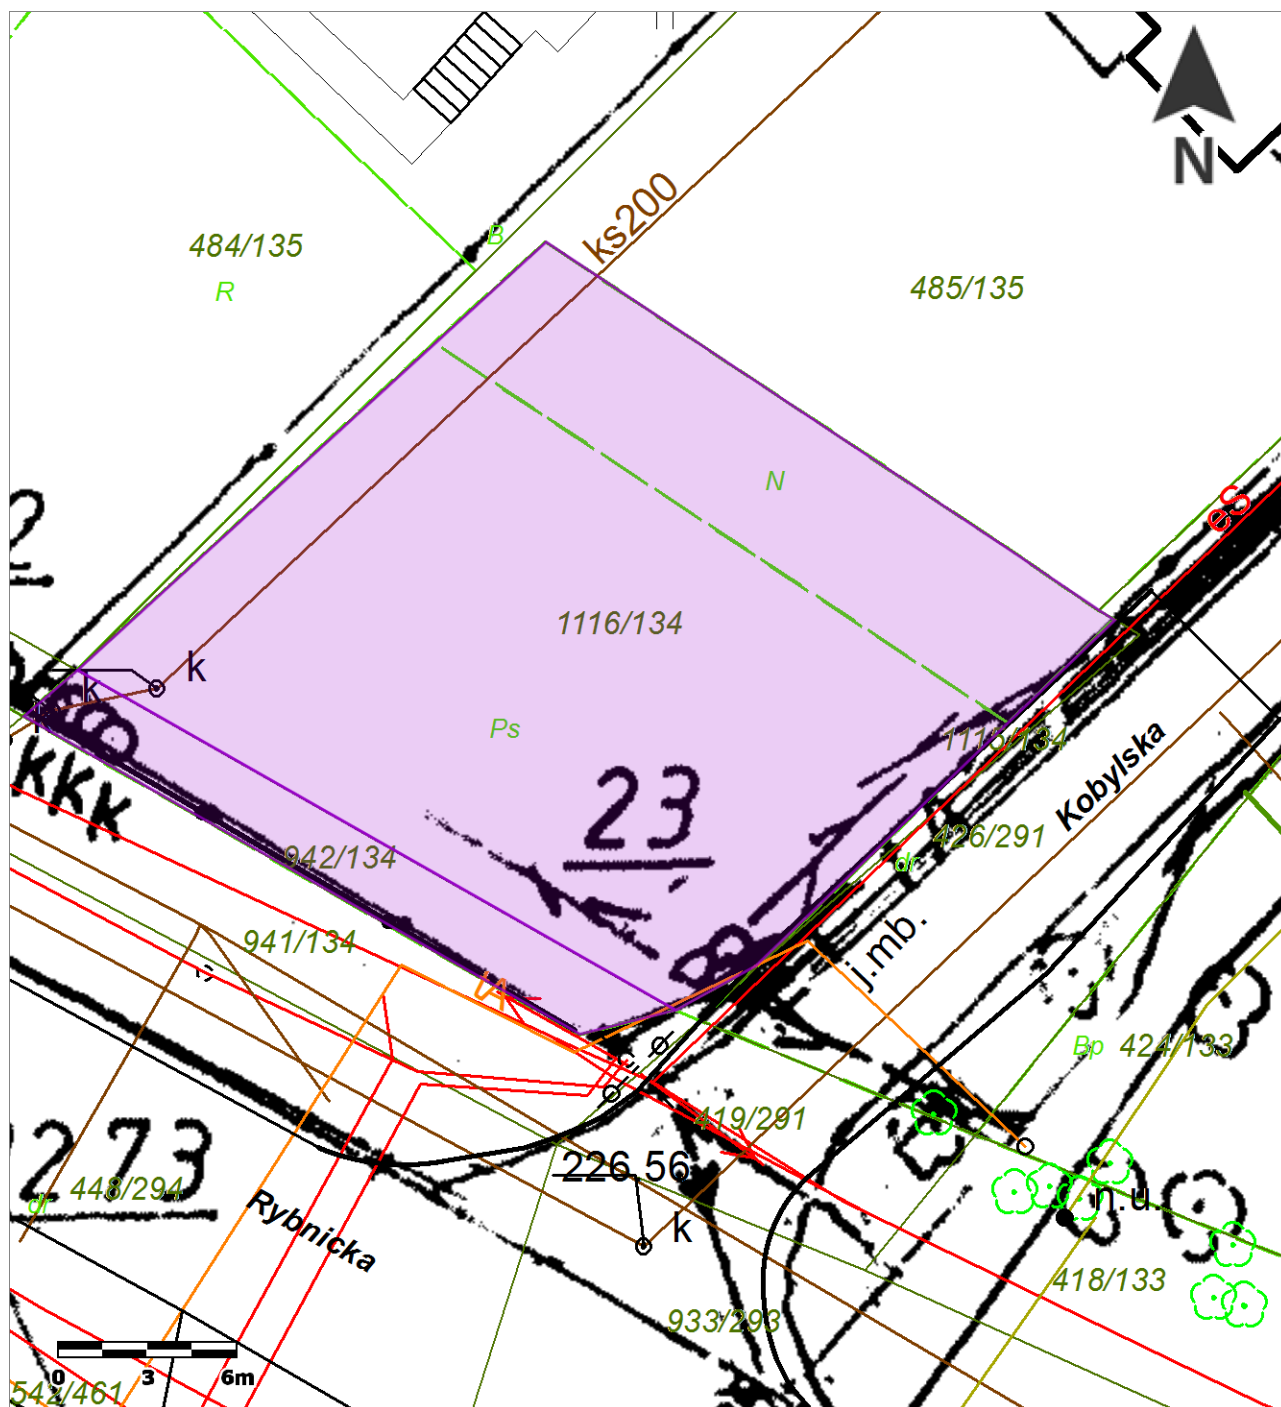 N
ks200
B
484/135
R
485/135
N
eS
1116/134
k
k
Ps
1115/134
Kobylska
KKK
23
942/134
426/291
dr
941/134
j.mb.
tA
Bp
424/133
419/291
226,56
2273
448/294
dr
Rybnicka
n.u.
k
418/133
933/293
0 3 6m
542/461